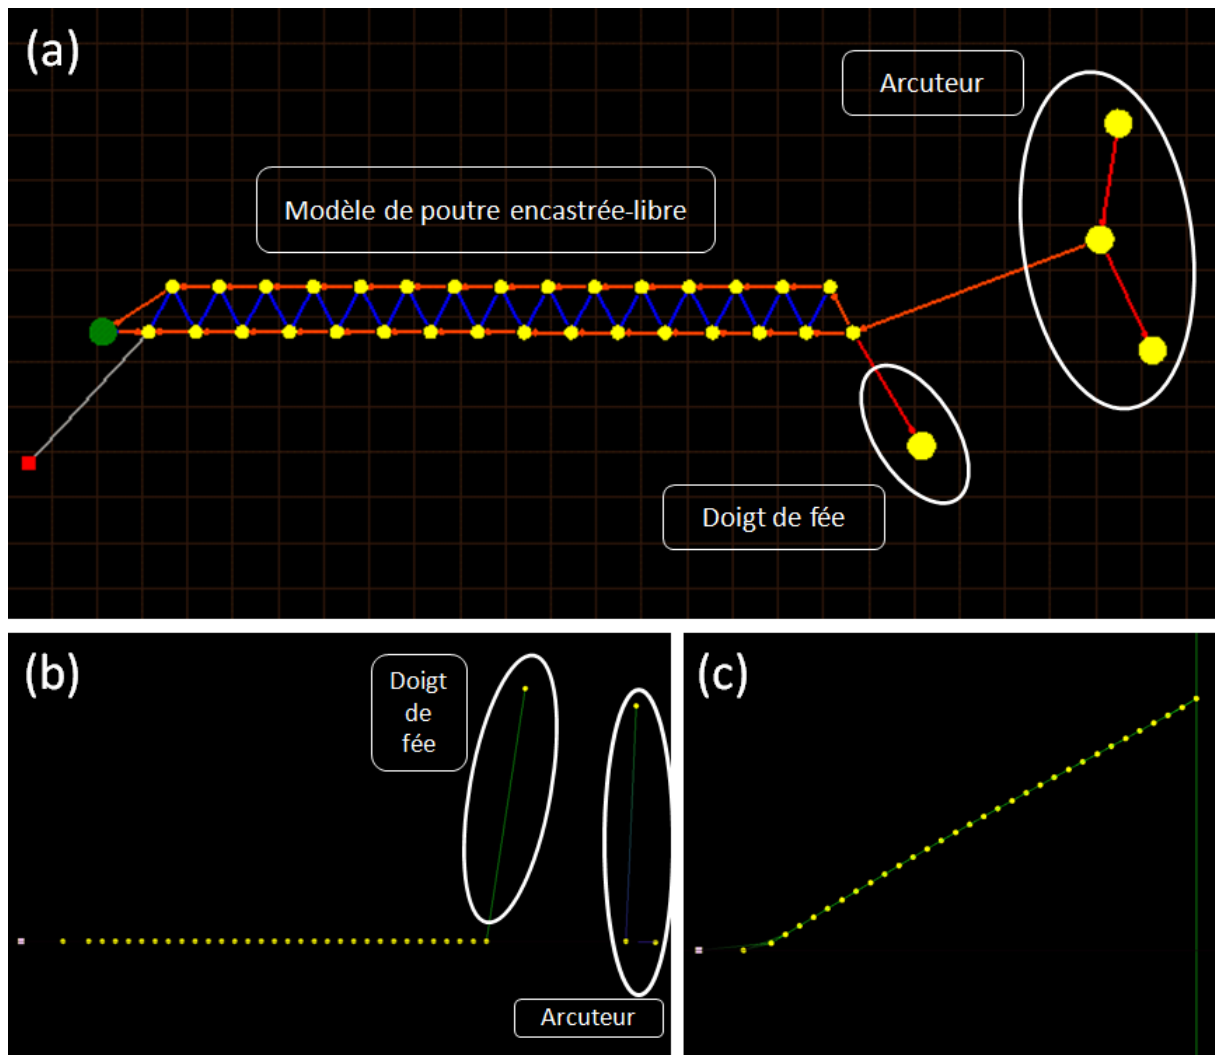 (a)
Arcuteur
Modèle de poutre encastrée-libre
Doigt de fée
(b)
Doigt
de
fée
Arcuteur
(c)